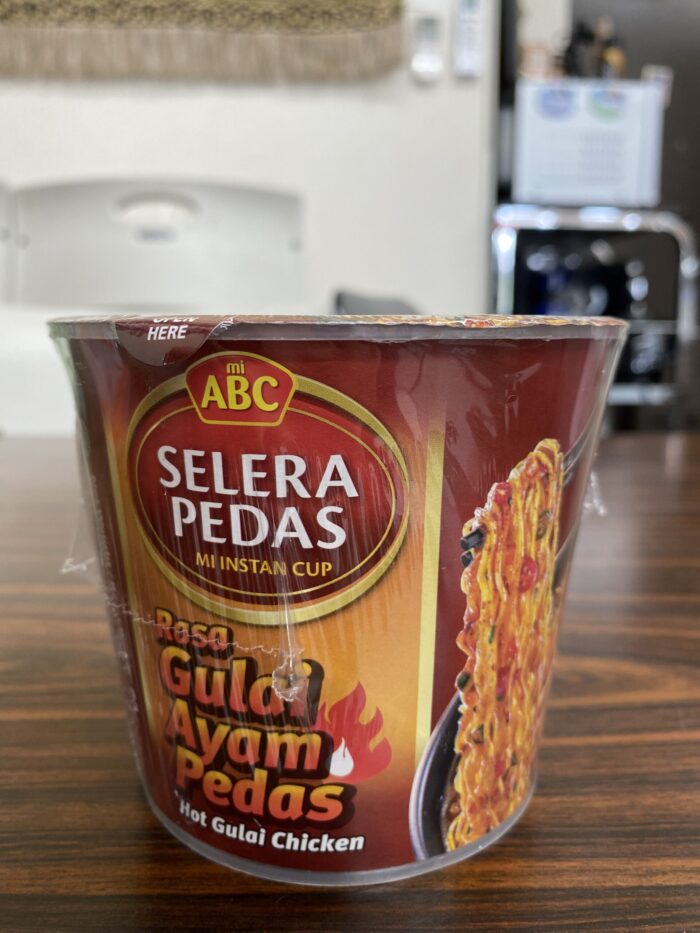 OPEN
HERE
mi
ABC
SELERA
PEDAS
MI INSTAN CUP
Rasa
Gulai
Ayam
Pedas
Hot Gulai Chicken